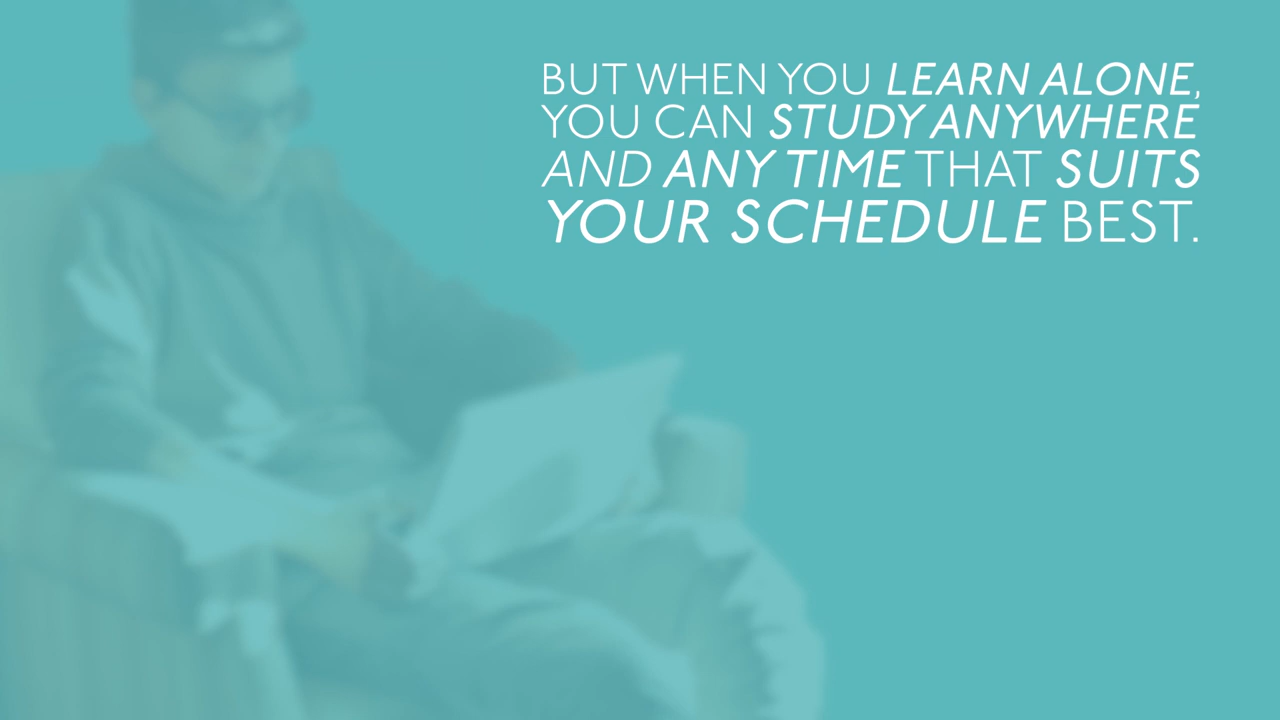 BUT WHEN YOU LEARN ALONE,
YOU CAN STUDY ANYWHERE
AND ANY TIME THAT SUITS
YOUR SCHEDULE BEST.